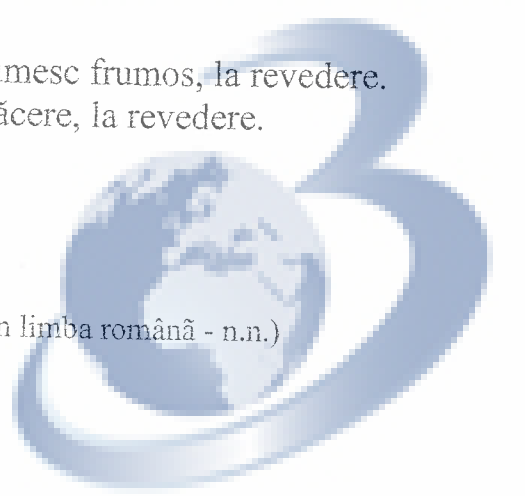 mesc frumos, la revedere.
ăcere, la revedere.
n limba română - n.n.)